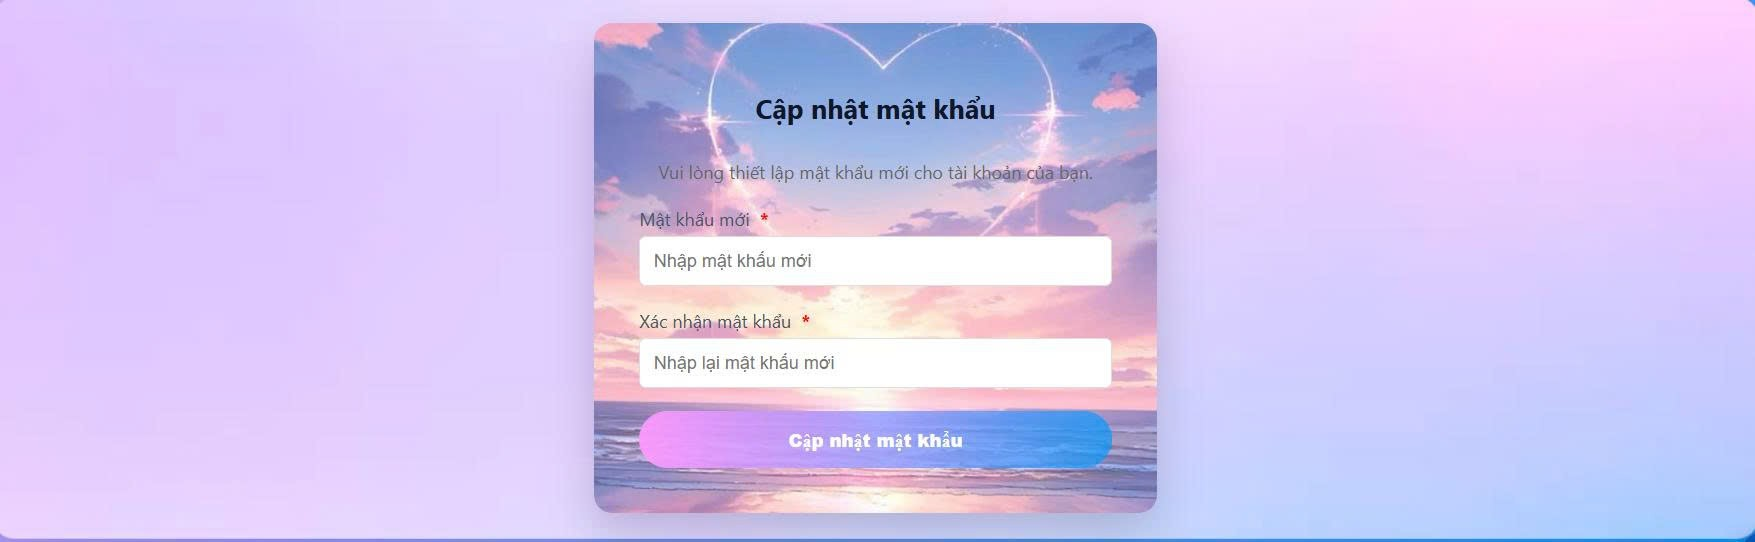 Cập nhật mật khẩu
Vui lòng thiết lập mật khẩu mới cho tài khoản của bạn.
Mật khẩu mới *
Nhập mật khẩu mới
Xác nhận mật khẩu *
Nhập lại mật khẩu mới
Cập nhật mật khẩu